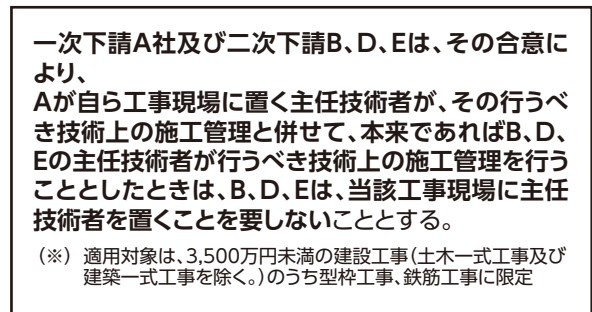 一次下請A社及び二次下請B、D、Eは、その合意に
より、
Aが自ら工事現場に置く主任技術者が、その行うべ
き技術上の施工管理と併せて、本来であればB、D、
Eの主任技術者が行うべき技術上の施工管理を行う
こととしたときは、B、D、Eは、当該工事現場に主任
技術者を置くことを要しないこととする。
(※) 適用対象は、3,500万円未満の建設工事(土木一式工事及び
建築一式工事を除く。)のうち型枠工事、鉄筋工事に限定